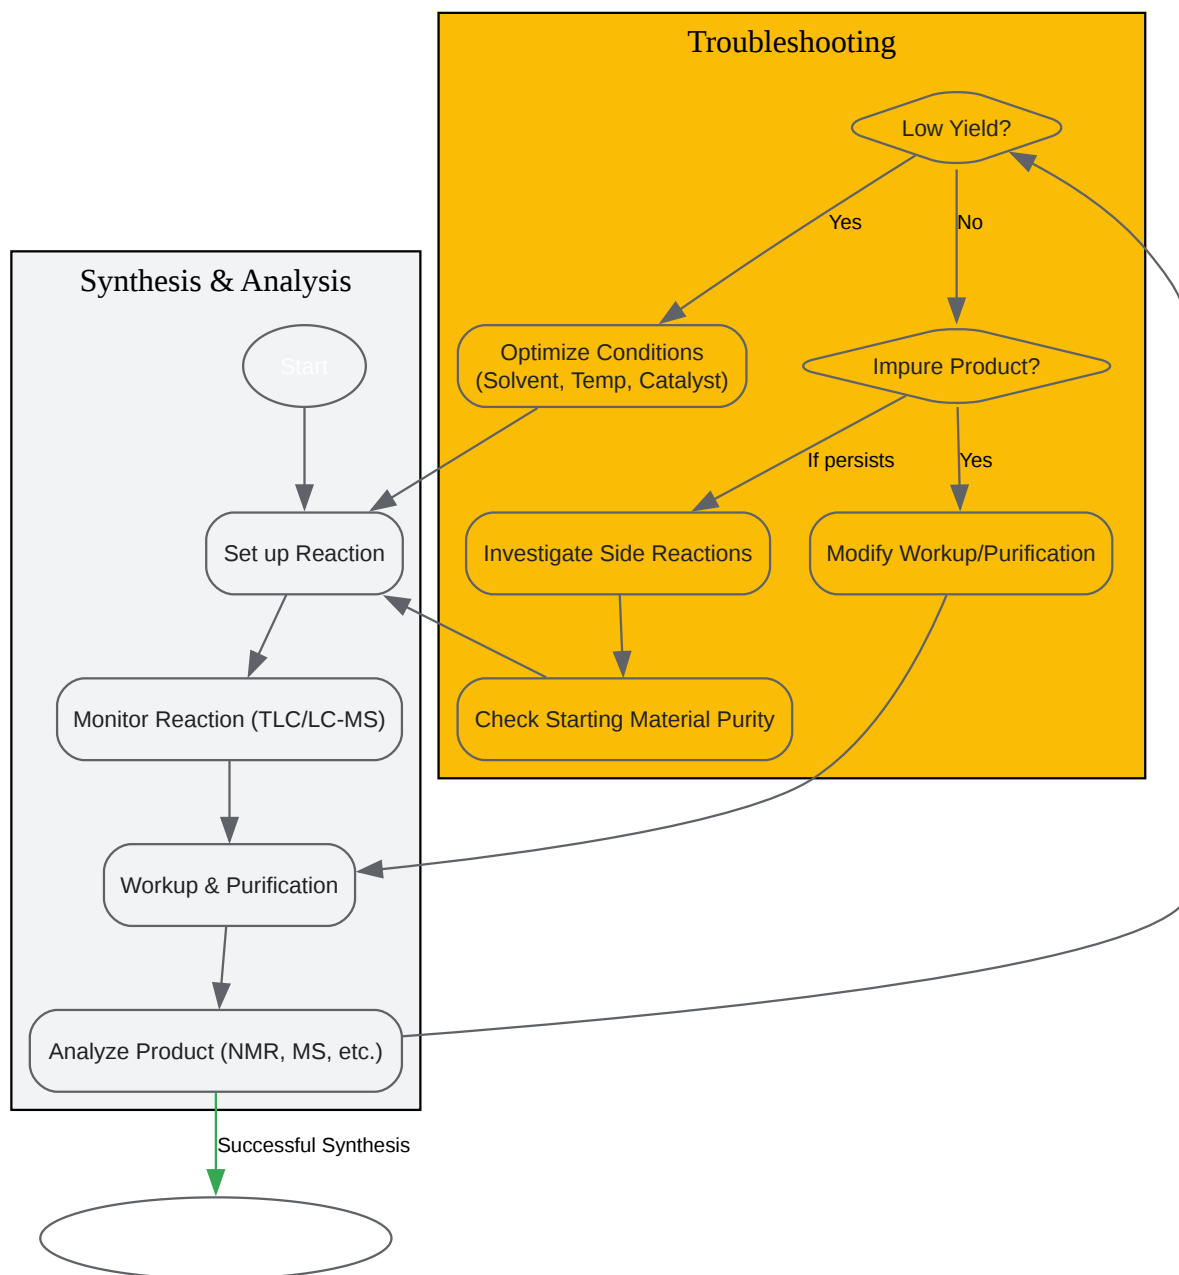 Troubleshooting
Low Yield?
Yes
No
Synthesis & Analysis
Start
Optimize Conditions
(Solvent, Temp, Catalyst)
Impure Product?
If persists
Yes
Set up Reaction
Investigate Side Reactions
Modify Workup/Purification
Monitor Reaction (TLC/LC-MS)
Check Starting Material Purity
Workup & Purification
Analyze Product (NMR, MS, etc.)
Successful Synthesis